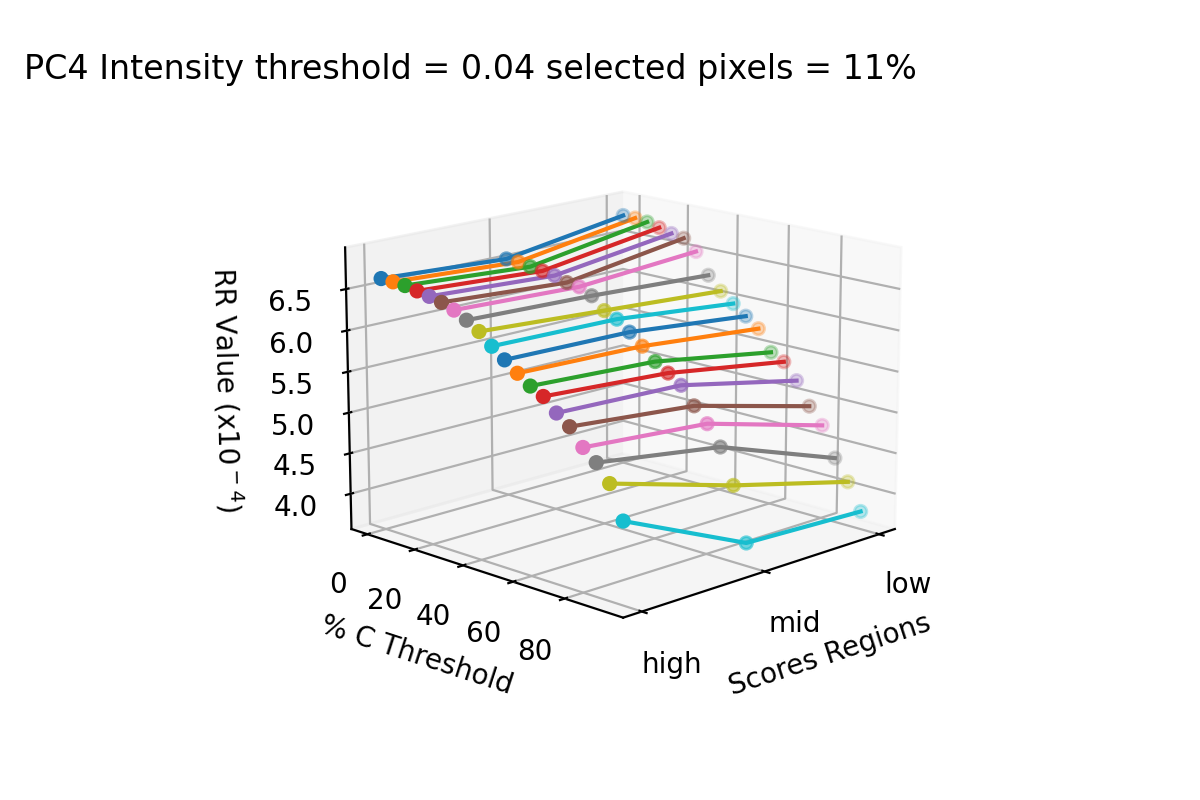 PC4 Intensity threshold = 0.04 selected pixels = 11%
RR Value (x10⁻⁴)
6.5
6.0
5.5
5.0
4.5
4.0
0
20
40
60
80
% C Threshold
high
mid
low
Scores Regions